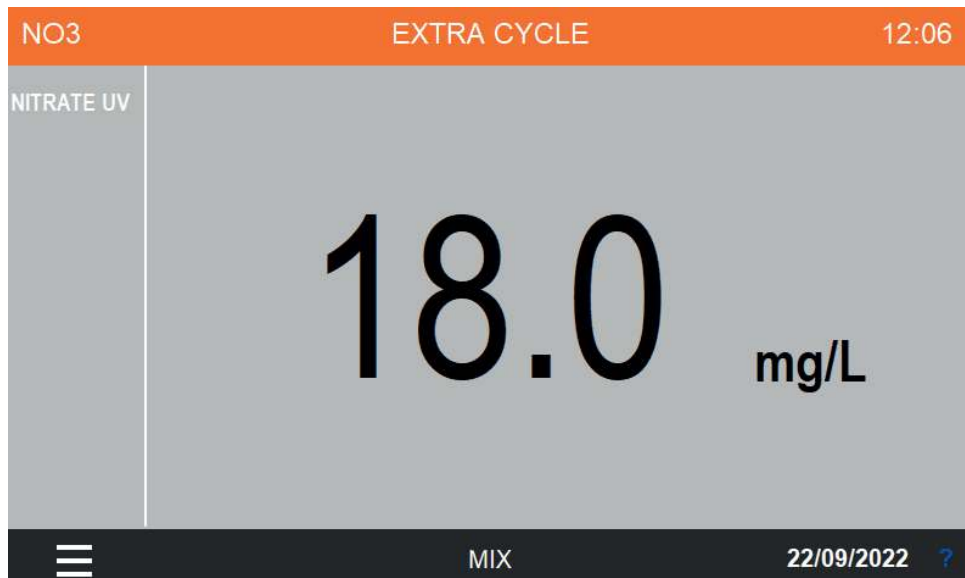 NO3 EXTRA CYCLE 12:06
NITRATE UV
18.0 mg/L
MIX 22/09/2022 ?